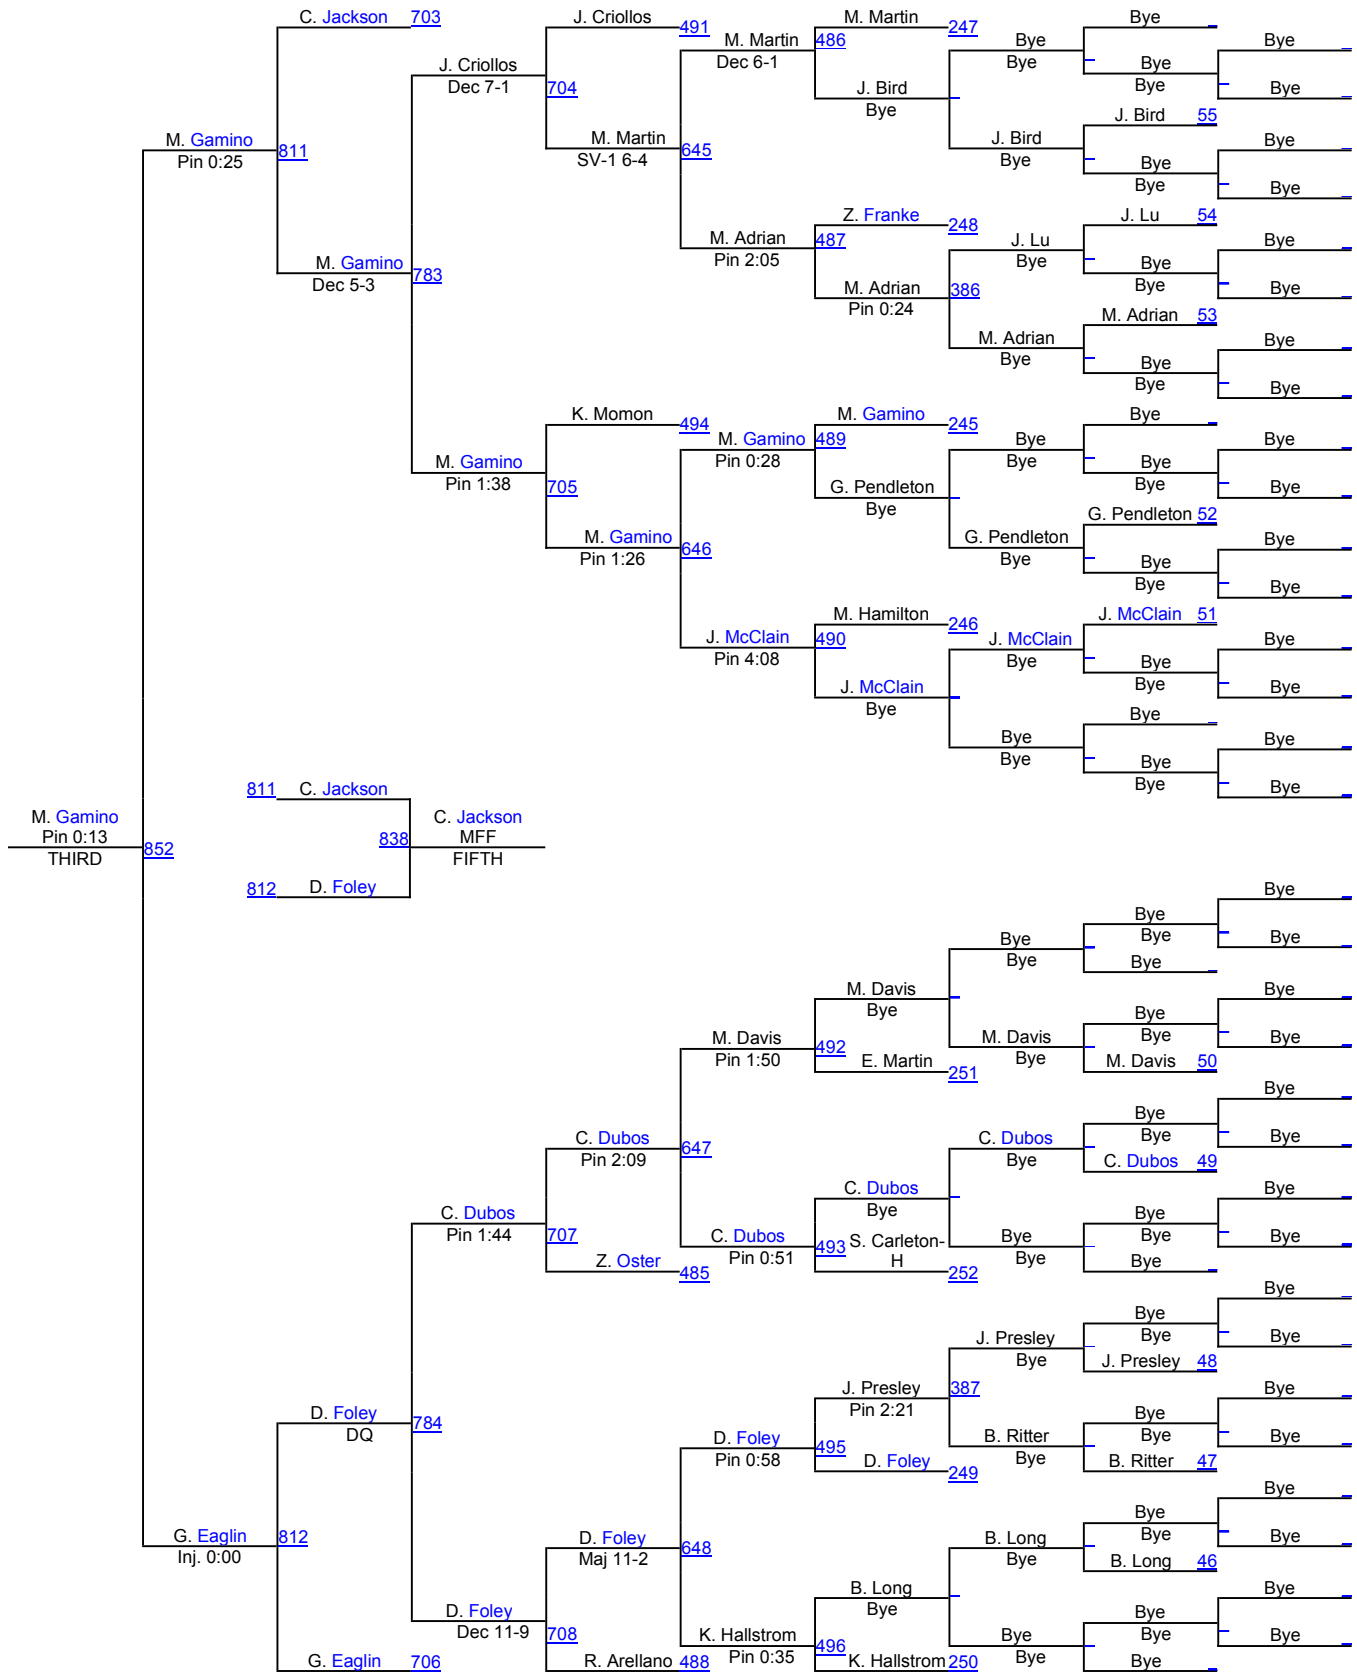 C. Jackson 703
J. Criollos 491
M. Martin 247
Bye
M. Martin 486
Dec 6-1
Bye
Bye
Bye
J. Criollos
Dec 7-1
704
Bye
Bye
Bye
J. Bird
Bye
J. Bird 55
M. Gamino
Pin 0:25
811
M. Martin
SV-1 6-4
645
J. Bird
Bye
Bye
Bye
Bye
Bye
Z. Franke 248
J. Lu 54
M. Adrian
Pin 2:05
487
J. Lu
Bye
Bye
M. Gamino
Dec 5-3
783
Bye
Bye
Bye
M. Adrian
Pin 0:24
386
M. Adrian 53
M. Adrian
Bye
Bye
Bye
Bye
Bye
K. Momon 494
M. Gamino 245
Bye
M. Gamino
Pin 0:28
489
Bye
Bye
Bye
M. Gamino
Pin 1:38
705
Bye
Bye
Bye
G. Pendleton
Bye
G. Pendleton 52
M. Gamino
Pin 1:26
646
G. Pendleton
Bye
Bye
Bye
Bye
Bye
M. Hamilton 246
J. McClain 51
J. McClain
Pin 4:08
490
J. McClain
Bye
Bye
Bye
Bye
Bye
J. McClain
Bye
Bye
Bye
Bye
Bye
Bye
Bye
Bye
811 C. Jackson
M. Gamino
Pin 0:13
THIRD
852
838
C. Jackson
MFF
FIFTH
812 D. Foley
Bye
Bye
Bye
Bye
Bye
Bye
Bye
M. Davis
Bye
Bye
Bye
Bye
Bye
M. Davis
Pin 1:50
492
M. Davis
Bye
E. Martin 251
M. Davis 50
Bye
Bye
Bye
Bye
C. Dubos
Pin 2:09
647
C. Dubos
Bye
C. Dubos 49
C. Dubos
Bye
Bye
Bye
Bye
Bye
C. Dubos
Pin 1:44
707
C. Dubos
Pin 0:51
493
S. Carleton-
H
252
Bye
Bye
Bye
Z. Oster 485
Bye
Bye
Bye
Bye
J. Presley
Bye
J. Presley 48
J. Presley
Pin 2:21
387
Bye
Bye
Bye
Bye
D. Foley
DQ
784
D. Foley
Pin 0:58
495
B. Ritter
Bye
B. Ritter 47
D. Foley 249
Bye
Bye
Bye
Bye
G. Eaglin
Inj. 0:00
812
D. Foley
Maj 11-2
648
B. Long
Bye
B. Long 46
B. Long
Bye
Bye
Bye
Bye
Bye
D. Foley
Dec 11-9
708
K. Hallstrom
Pin 0:35
496
Bye
Bye
Bye
G. Eaglin 706
R. Arellano 488
K. Hallstrom 250